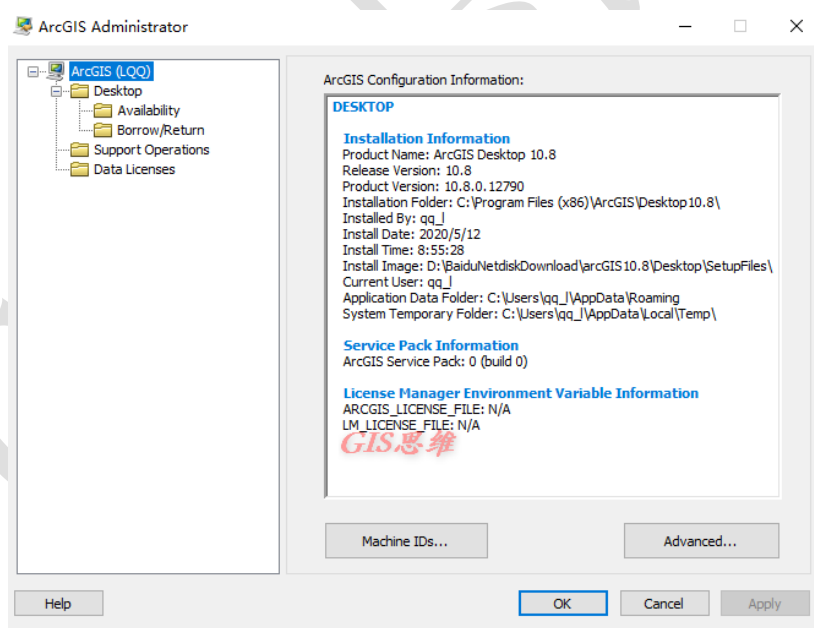 ArcGIS Administrator
ArcGIS (LQQ)
Desktop
Availability
Borrow/Return
Support Operations
Data Licenses
ArcGIS Configuration Information:
DESKTOP
Installation Information
Product Name: ArcGIS Desktop 10.8
Release Version: 10.8
Product Version: 10.8.0.12790
Installation Folder: C:\Program Files (x86)\ArcGIS\Desktop10.8\
Installed By: qq_l
Install Date: 2020/5/12
Install Time: 8:55:28
Install Image: D:\BaiduNetdiskDownload\arcGIS10.8\Desktop\SetupFiles\
Current User: qq_l
Application Data Folder: C:\Users\qq_l\AppData\Roaming
System Temporary Folder: C:\Users\qq_l\AppData\Local\Temp\
Service Pack Information
ArcGIS Service Pack: 0 (build 0)
License Manager Environment Variable Information
ARCGIS_LICENSE_FILE: N/A
LM_LICENSE_FILE: N/A
GIS思维
Machine IDs...
Advanced...
Help
OK
Cancel
Apply